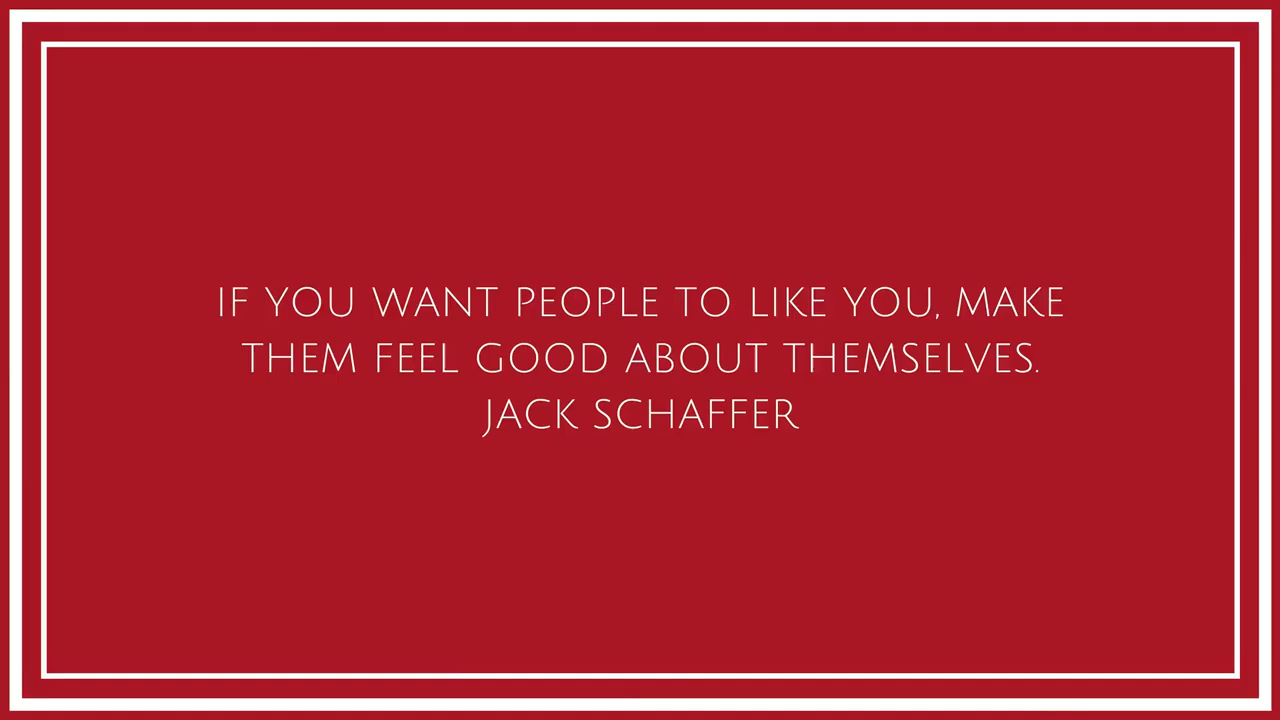 IF YOU WANT PEOPLE TO LIKE YOU, MAKE
THEM FEEL GOOD ABOUT THEMSELVES.
JACK SCHAFFER